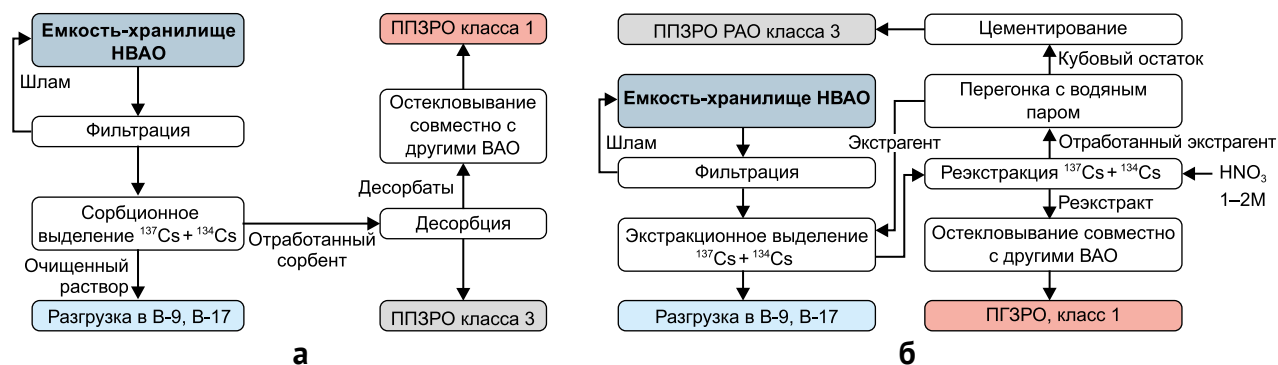 Емкость-хранилище
НВАО
Шлам
Фильтрация
Сорбционное
выделение ¹³⁷Cs + ¹³⁴Cs
Очищенный
раствор
Разгрузка в В-9, В-17
Отработанный
сорбент
ППЗРО класса 1
Остекловывание
совместно с
другими ВАО
Десорбаты
Десорбция
ППЗРО класса 3
а
ППЗРО РАО класса 3
Цементирование
Кубовый остаток
Емкость-хранилище НВАО
Перегонка с водяным
паром
Шлам
Экстрагент
Отработанный экстрагент
Фильтрация
Реэкстракция ¹³⁷Cs + ¹³⁴Cs
HNO₃
1–2М
Реэкстракт
Экстракционное выделение
¹³⁷Cs + ¹³⁴Cs
Остекловывание совместно
с другими ВАО
Разгрузка в В-9, В-17
ПГЗРО, класс 1
б